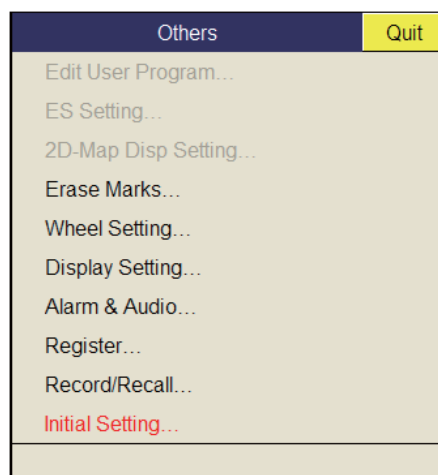 Others Quit
Edit User Program...
ES Setting...
2D-Map Disp Setting...
Erase Marks...
Wheel Setting...
Display Setting...
Alarm & Audio...
Register...
Record/Recall...
Initial Setting...